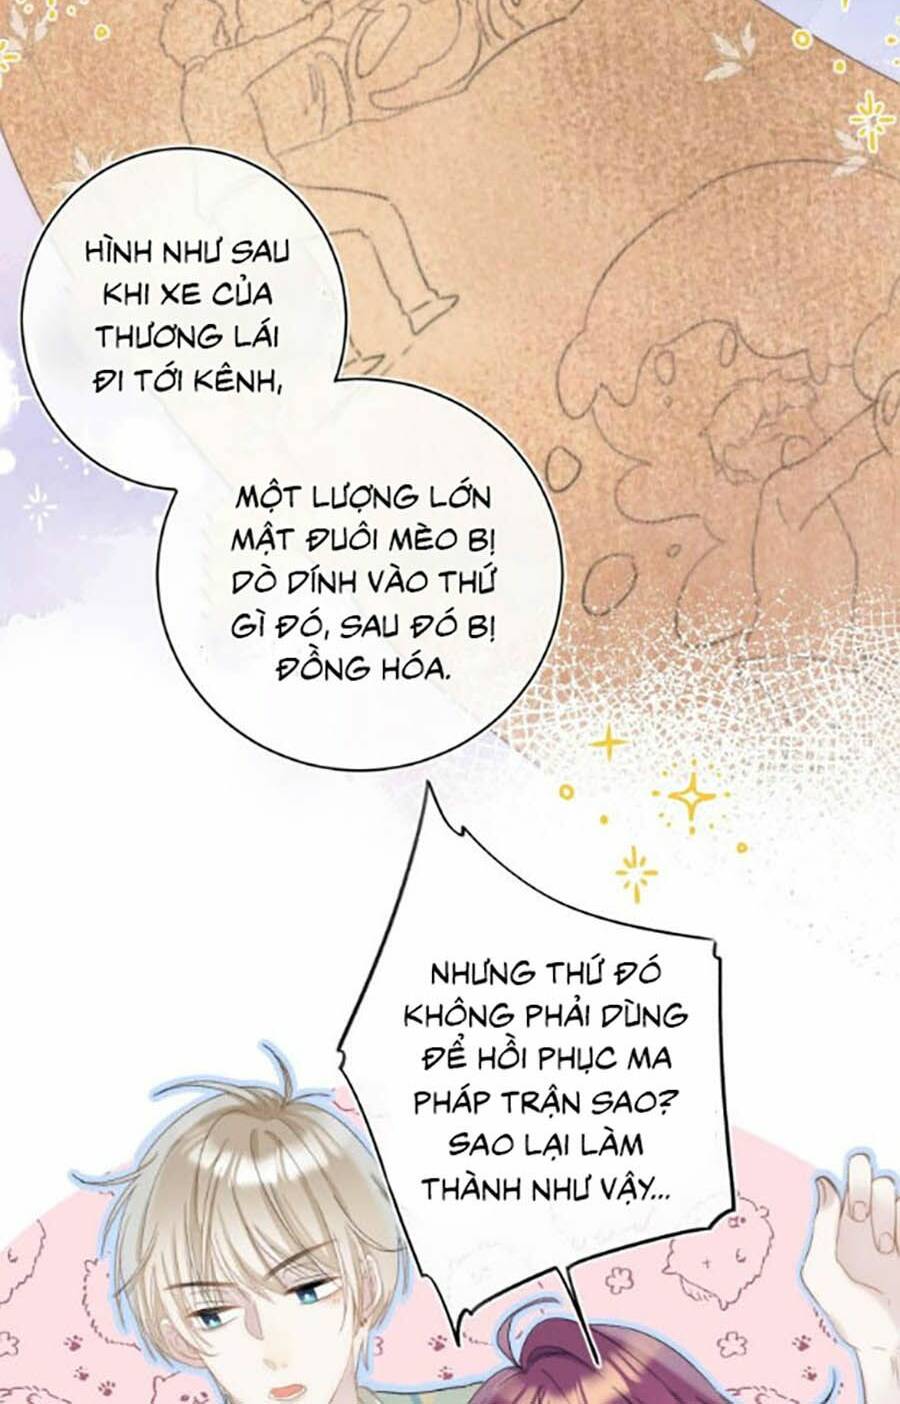 HÌNH NHƯ SAU
KHI XE CỦA
THƯƠNG LÁI
ĐI TỚI KÊNH,
MỘT LƯỢNG LỚN
MẬT ĐUÔI MÈO BỊ
DÒ DÍNH VÀO THỨ
GÌ ĐÓ, SAU ĐÓ BỊ
ĐỒNG HÓA.
NHƯNG THỨ ĐÓ
KHÔNG PHẢI DÙNG
ĐỂ HỒI PHỤC MA
PHÁP TRẬN SAO?
SAO LẠI LÀM
THÀNH NHƯ VẬY...